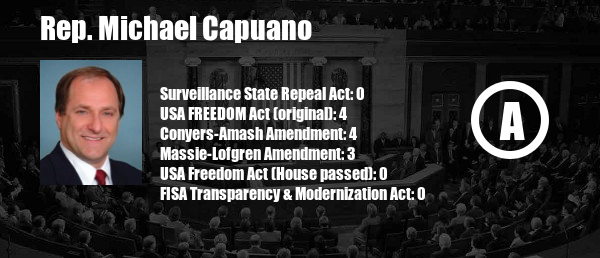 Rep. Michael Capuano
Surveillance State Repeal Act: 0
USA FREEDOM Act (original): 4
Conyers-Amash Amendment: 4
Massie-Lofgren Amendment: 3
USA Freedom Act (House passed): 0
FISA Transparency & Modernization Act: 0
A